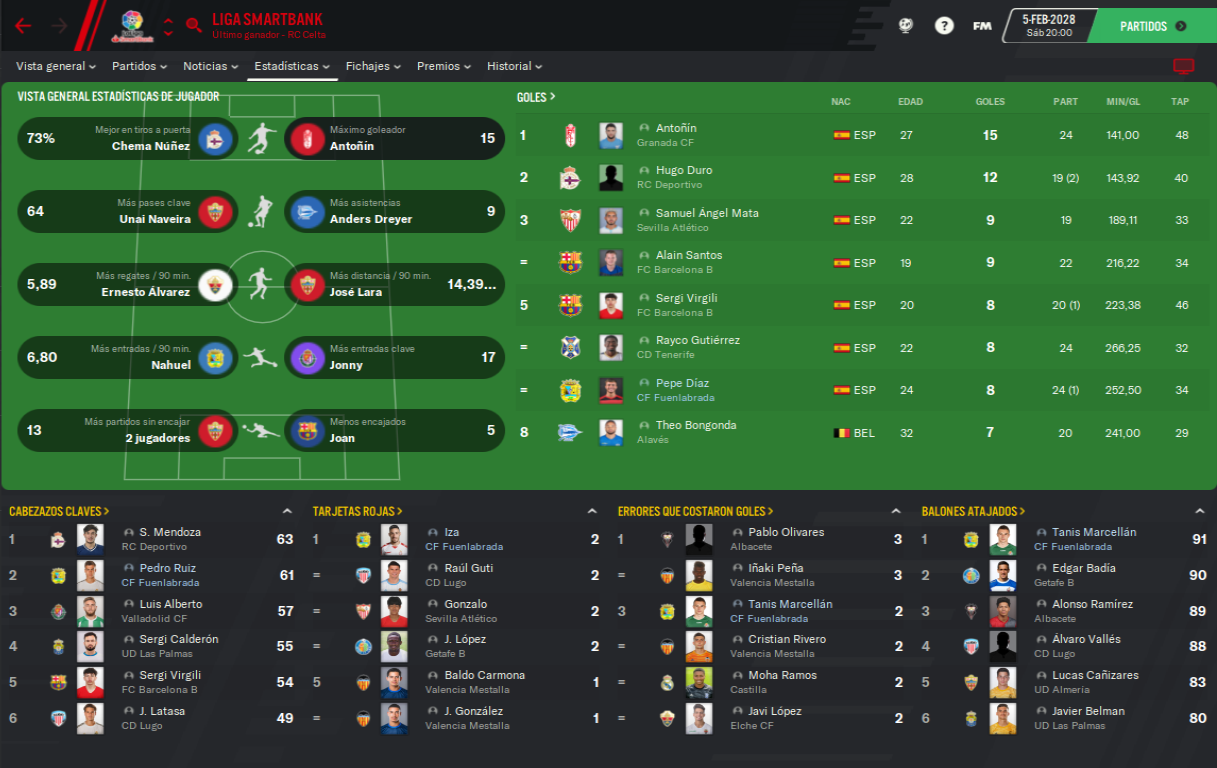 LIGA SMARTBANK
Último ganador - RC Celta
?
FM
5-FEB-2028
Sáb 20:00
PARTIDOS
Vista general Partidos Noticias Estadísticas Fichajes Premios Historial
VISTA GENERAL ESTADÍSTICAS DE JUGADOR
73% Mejor en tiros a puerta Chema Núñez
Máximo goleador Antoñín 15
64 Más pases clave Unai Naveira
Más asistencias Anders Dreyer 9
5,89 Más regates / 90 min. Ernesto Álvarez
Más distancia / 90 min. José Lara 14,39...
6,80 Más entradas / 90 min. Nahuel
Más entradas clave Jonny 17
13 Más partidos sin encajar 2 jugadores
Menos encajados Joan 5
GOLES > NAC EDAD GOLES PART MIN/GL TAP
1 Antoñín Granada CF ESP 27 15 24 141,00 48
2 Hugo Duro RC Deportivo ESP 28 12 19 (2) 143,92 40
3 Samuel Ángel Mata Sevilla Atlético ESP 22 9 19 189,11 33
= Alain Santos FC Barcelona B ESP 19 9 22 216,22 34
5 Sergi Virgili FC Barcelona B ESP 20 8 20 (1) 223,38 46
= Rayco Gutiérrez CD Tenerife ESP 22 8 24 266,25 32
= Pepe Díaz CF Fuenlabrada ESP 24 8 24 (1) 252,50 34
8 Theo Bongonda Alavés BEL 32 7 20 241,00 29
CABEZAZOS CLAVES >
1 S. Mendoza RC Deportivo 63
2 Pedro Ruiz CF Fuenlabrada 61
3 Luis Alberto Valladolid CF 57
4 Sergi Calderón UD Las Palmas 55
5 Sergi Virgili FC Barcelona B 54
6 J. Latasa CD Lugo 49
TARJETAS ROJAS >
1 Iza CF Fuenlabrada 2
= Raúl Guti CD Lugo 2
= Gonzalo Sevilla Atlético 2
= J. López Getafe B 2
5 Baldo Carmona Valencia Mestalla 1
= J. González Valencia Mestalla 1
ERRORES QUE COSTARON GOLES >
1 Pablo Olivares Albacete 3
= Iñaki Peña Valencia Mestalla 3
3 Tanis Marcellán CF Fuenlabrada 2
= Cristian Rivero Valencia Mestalla 2
= Moha Ramos Castilla 2
= Javi López Elche CF 2
BALONES ATAJADOS >
1 Tanis Marcellán CF Fuenlabrada 91
2 Edgar Badía Getafe B 90
3 Alonso Ramírez Albacete 89
4 Álvaro Vallés CD Lugo 88
5 Lucas Cañizares UD Almería 83
6 Javier Belman UD Las Palmas 80